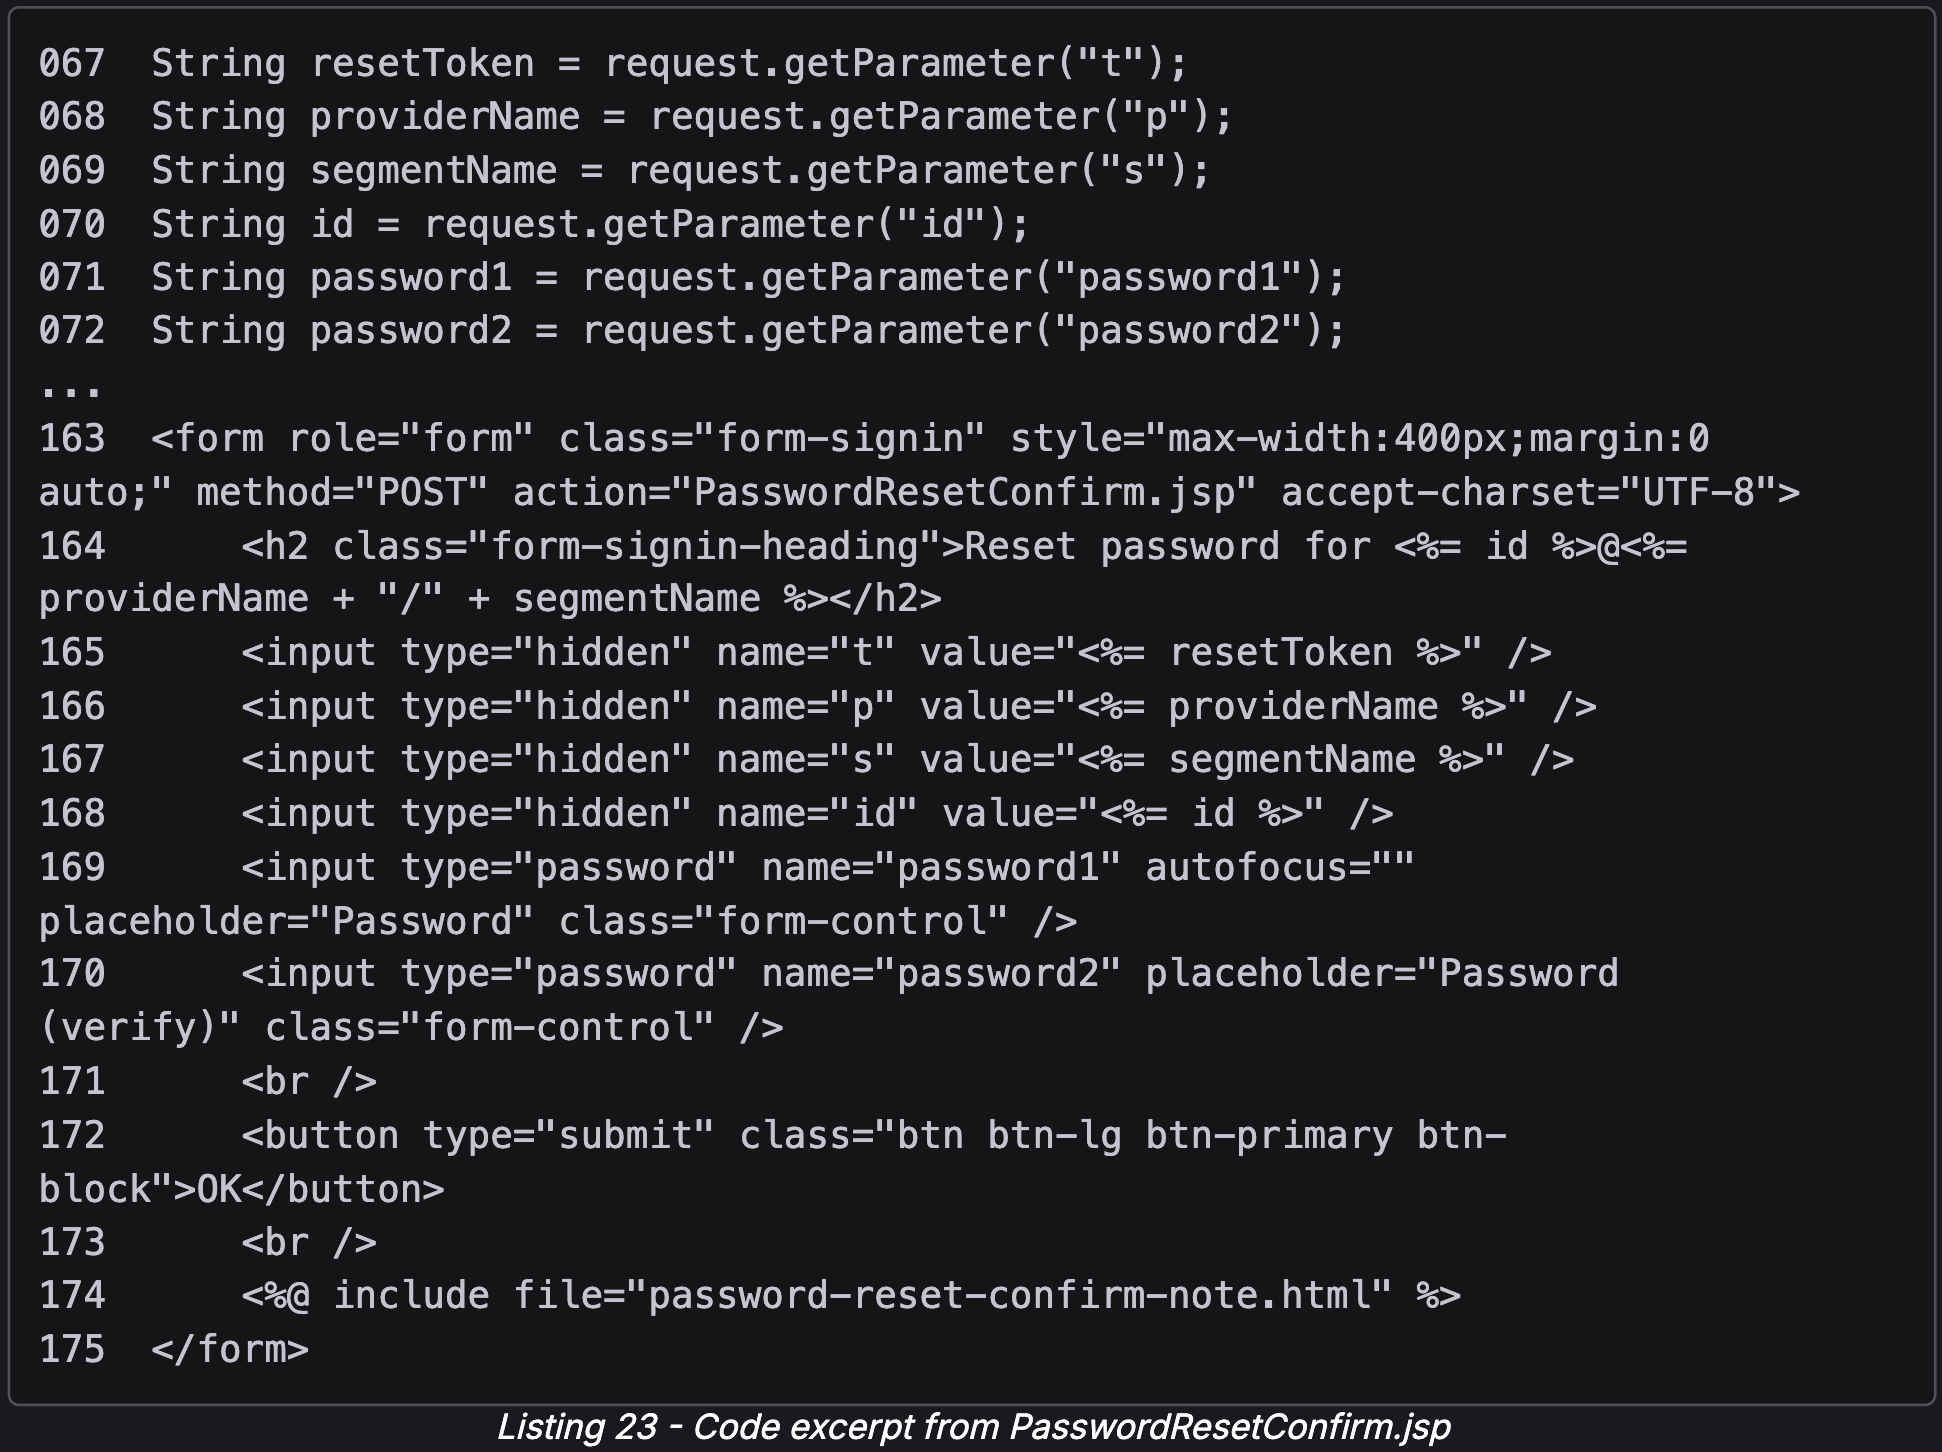 067  String resetToken = request.getParameter("t");
068  String providerName = request.getParameter("p");
069  String segmentName = request.getParameter("s");
070  String id = request.getParameter("id");
071  String password1 = request.getParameter("password1");
072  String password2 = request.getParameter("password2");
...
163  <form role="form" class="form-signin" style="max-width:400px;margin:0
auto;" method="POST" action="PasswordResetConfirm.jsp" accept-charset="UTF-8">
164      <h2 class="form-signin-heading">Reset password for <%= id %>@<%=
providerName + "/" + segmentName %></h2>
165      <input type="hidden" name="t" value="<%= resetToken %>" />
166      <input type="hidden" name="p" value="<%= providerName %>" />
167      <input type="hidden" name="s" value="<%= segmentName %>" />
168      <input type="hidden" name="id" value="<%= id %>" />
169      <input type="password" name="password1" autofocus=""
placeholder="Password" class="form-control" />
170      <input type="password" name="password2" placeholder="Password
(verify)" class="form-control" />
171      <br />
172      <button type="submit" class="btn btn-lg btn-primary btn-
block">OK</button>
173      <br />
174      <%@ include file="password-reset-confirm-note.html" %>
175  </form>
Listing 23 - Code excerpt from PasswordResetConfirm.jsp